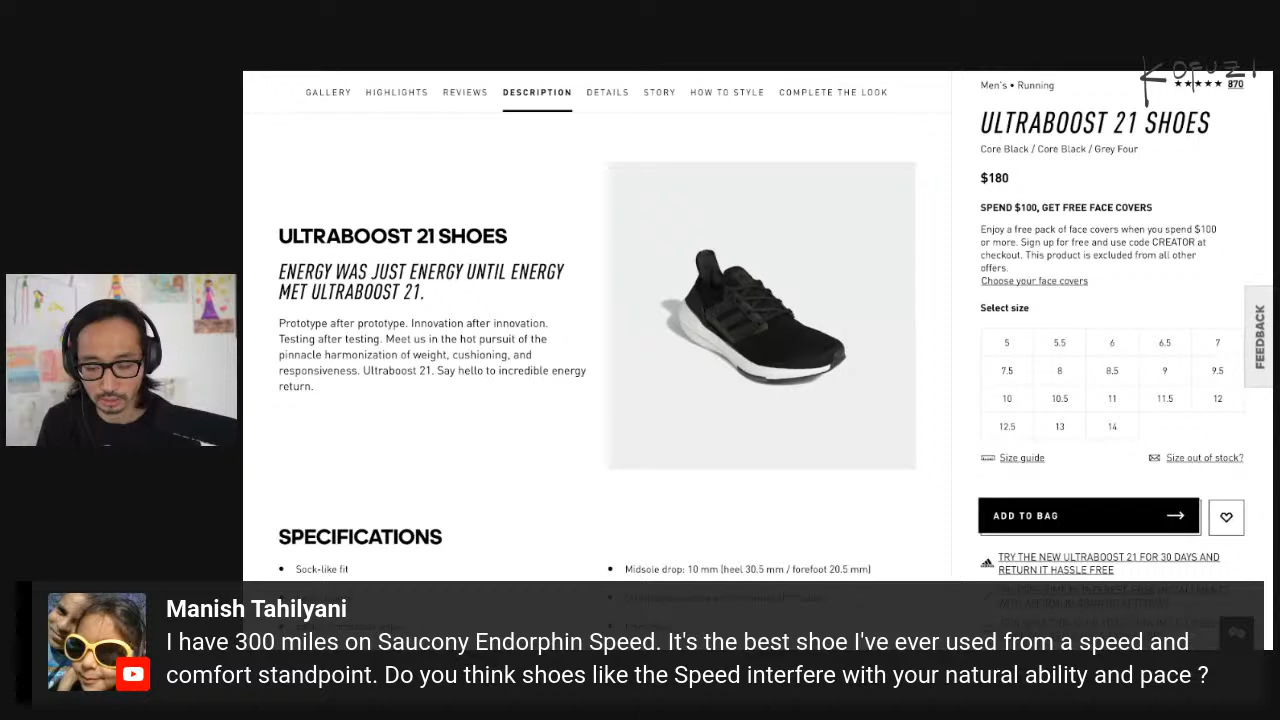 KOFUZI
GALLERY HIGHLIGHTS REVIEWS DESCRIPTION DETAILS STORY HOW TO STYLE COMPLETE THE LOOK
Men's • Running
★★★★★ 870
ULTRABOOST 21 SHOES
Core Black / Core Black / Grey Four
$180
SPEND $100, GET FREE FACE COVERS
Enjoy a free pack of face covers when you spend $100
or more. Sign up for free and use code CREATOR at
checkout. This product is excluded from all other
offers.
Choose your face covers
Select size
5 5.5 6 6.5 7
7.5 8 8.5 9 9.5
10 10.5 11 11.5 12
12.5 13 14
Size guide
Size out of stock?
ADD TO BAG
TRY THE NEW ULTRABOOST 21 FOR 30 DAYS AND
RETURN IT HASSLE FREE
FEEDBACK
ULTRABOOST 21 SHOES
ENERGY WAS JUST ENERGY UNTIL ENERGY
MET ULTRABOOST 21.
Prototype after prototype. Innovation after innovation.
Testing after testing. Meet us in the hot pursuit of the
pinnacle harmonization of weight, cushioning, and
responsiveness. Ultraboost 21. Say hello to incredible energy
return.
SPECIFICATIONS
• Sock-like fit
• Midsole drop: 10 mm (heel 30.5 mm / forefoot 20.5 mm)
Manish Tahilyani
I have 300 miles on Saucony Endorphin Speed. It's the best shoe I've ever used from a speed and
comfort standpoint. Do you think shoes like the Speed interfere with your natural ability and pace ?